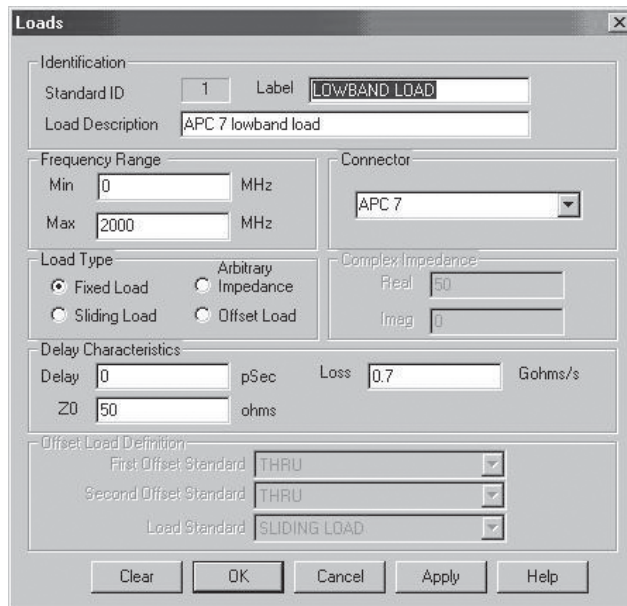 Loads
Identification
Standard ID 1 Label LOWBAND LOAD
Load Description APC 7 lowband load
Frequency Range
Min 0 MHz
Max 2000 MHz
Connector
APC 7
Load Type
Fixed Load
Arbitrary
Impedance
Sliding Load
Offset Load
Complex Impedance
Real 50
Imag 0
Delay Characteristics
Delay 0 pSec Loss 0.7 Gohms/s
Z0 50 ohms
Offset Load Definition
First Offset Standard THRU
Second Offset Standard THRU
Load Standard SLIDING LOAD
Clear OK Cancel Apply Help